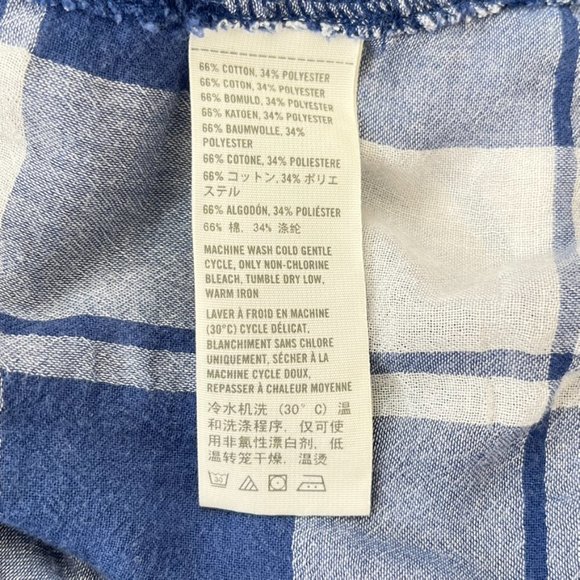 66% COTTON, 34% POLYESTER
66% COTON, 34% POLYESTER
66% BOMULD, 34% POLYESTER
66% KATOEN, 34% POLYESTER
66% BAUMWOLLE, 34%
POLYESTER
66% COTONE, 34% POLIESTERE
66% コットン, 34% ポリエ
ステル
66% ALGODÓN, 34% POLIÉSTER
66% 棉, 34% 涤纶
MACHINE WASH COLD GENTLE
CYCLE, ONLY NON-CHLORINE
BLEACH, TUMBLE DRY LOW,
WARM IRON
LAVER À FROID EN MACHINE
(30°C) CYCLE DÉLICAT,
BLANCHIMENT SANS CHLORE
UNIQUEMENT, SÉCHER À LA
MACHINE CYCLE DOUX,
REPASSER À CHALEUR MOYENNE
冷水机洗 (30°C) 温
和洗涤程序, 仅可使
用非氯性漂白剂, 低
温转笼干燥, 温烫
30